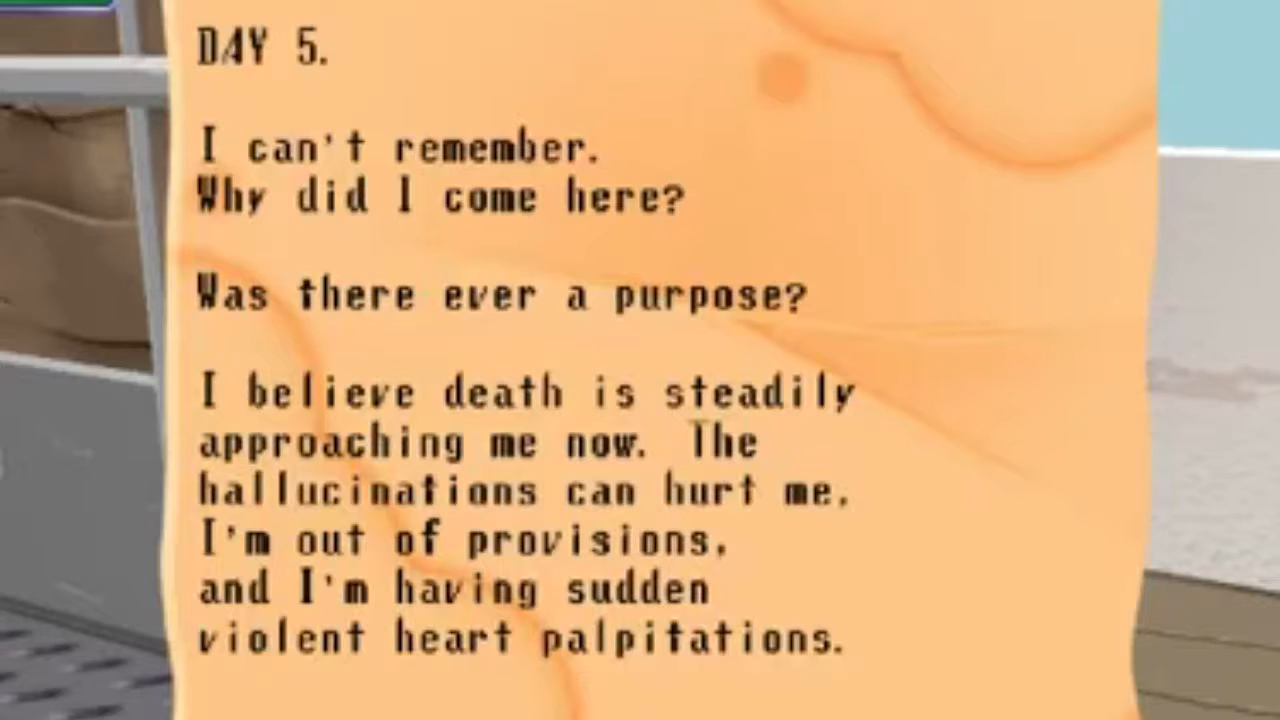 DAY 5.
I can't remember.
Why did I come here?
Was there ever a purpose?
I believe death is steadily
approaching me now. The
hallucinations can hurt me,
I'm out of provisions,
and I'm having sudden
violent heart palpitations.